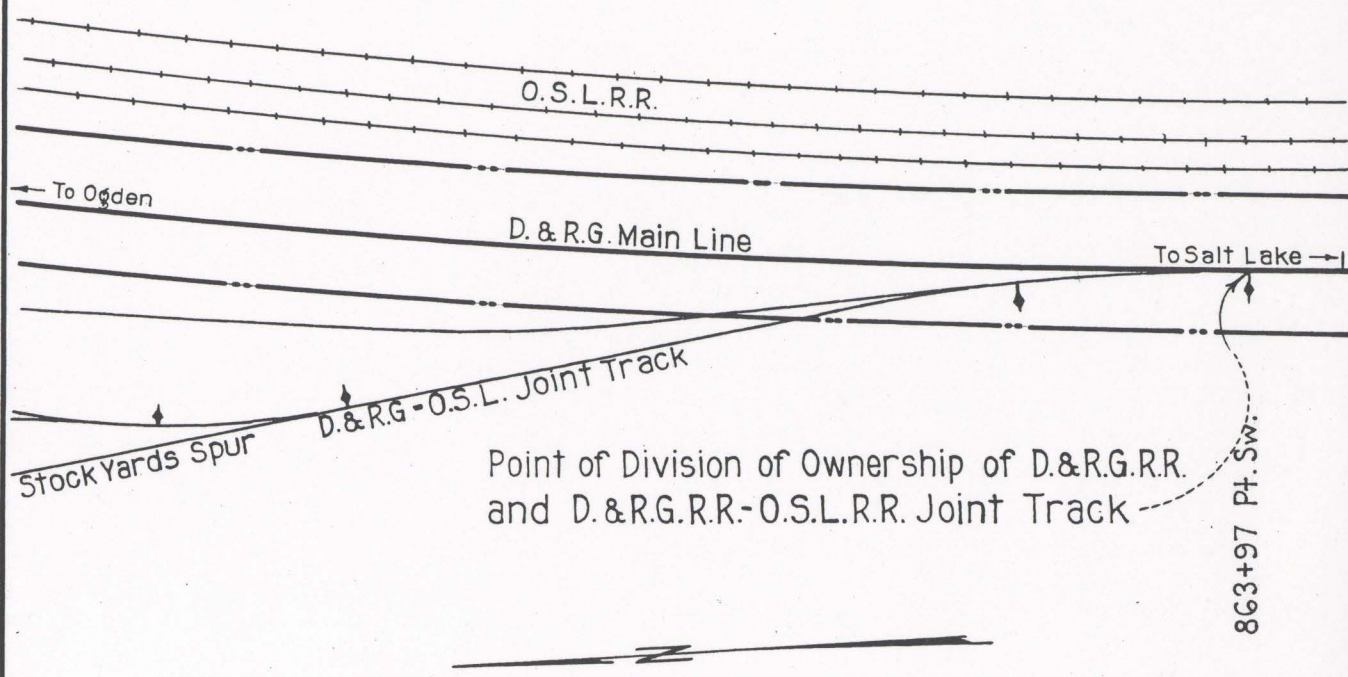 O.S.L.R.R.
To Ogden
D. & R.G. Main Line
To Salt Lake
D.& R.G - O.S.L. Joint Track
Stock Yards Spur
Point of Division of Ownership of D.&R.G.R.R.
and D.&R.G.R.R.-O.S.L.R.R. Joint Track
863+97 Pt. Sw.
N